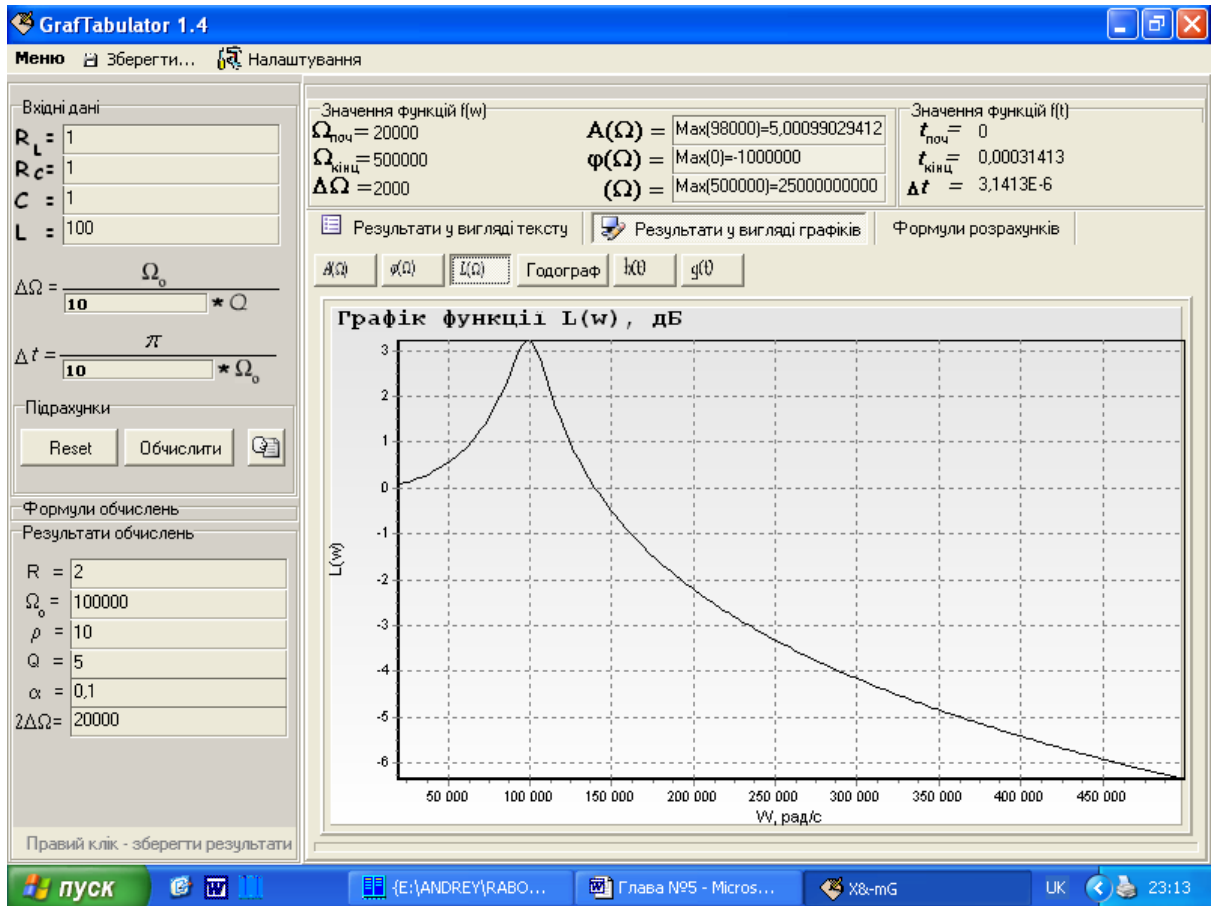 GrafTabulator 1.4
Меню Зберегти... Налаштування
Вхідні дані
R L = 1
R C = 1
C = 1
L = 100
ΔΩ = Ω o
10 * Q
Δt = π
10 * Ω o
Підрахунки
Reset Обчислити
Формули обчислень
Результати обчислень
R = 2
Ω o = 100000
ρ = 10
Q = 5
α = 0,1
2ΔΩ= 20000
Правий клік - зберегти результати
Значення функцій f(w)
Ω поч = 20000
Ω кінц = 500000
ΔΩ = 2000
A(Ω) = Max(98000)=5,00099029412
φ(Ω) = Max(0)=-1000000
(Ω) = Max(500000)=25000000000
Значення функцій f(t)
t поч = 0
t кінц = 0,00031413
Δt = 3,1413E-6
Результати у вигляді тексту Результати у вигляді графіків Формули розрахунків
A(Ω) φ(Ω) L(Ω) Годограф h(t) g(t)
Графік функції L(w), дБ
3
2
1
0
-1
-2
-3
-4
-5
-6
L(w)
50 000 100 000 150 000 200 000 250 000 300 000 350 000 400 000 450 000
W, рад/с
пуск {E:\ANDREY\RABO... Глава №5 - Micros... X&-mG UK 23:13